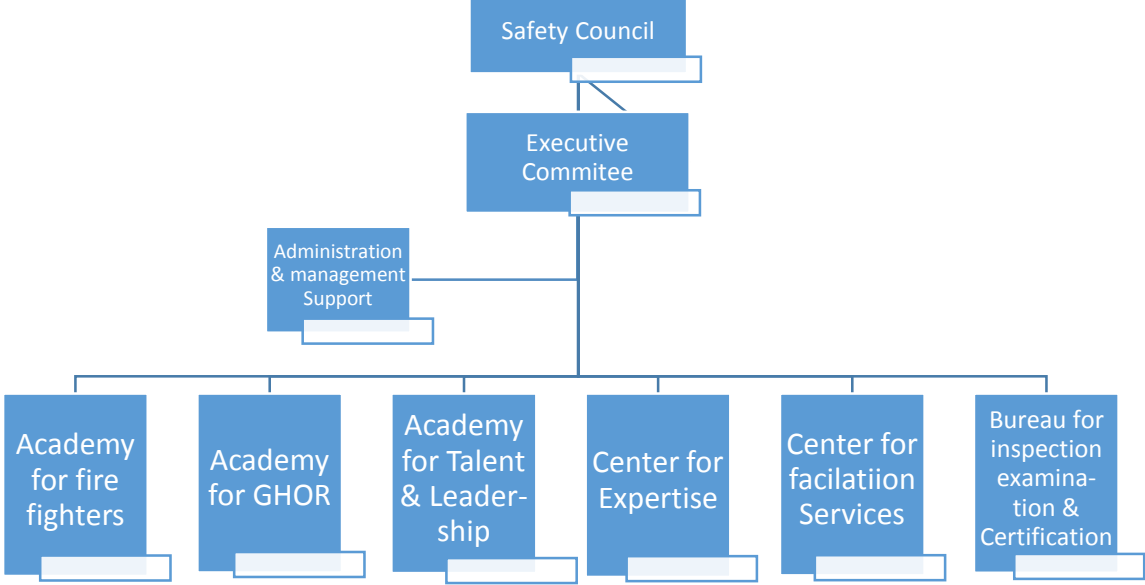 Safety Council
Executive
Commitee
Administration
& management
Support
Academy
for fire
fighters
Academy
for GHOR
Academy
for Talent
& Leader-
ship
Center for
Expertise
Center for
facilatiion
Services
Bureau for
inspection
examina-
tion &
Certification